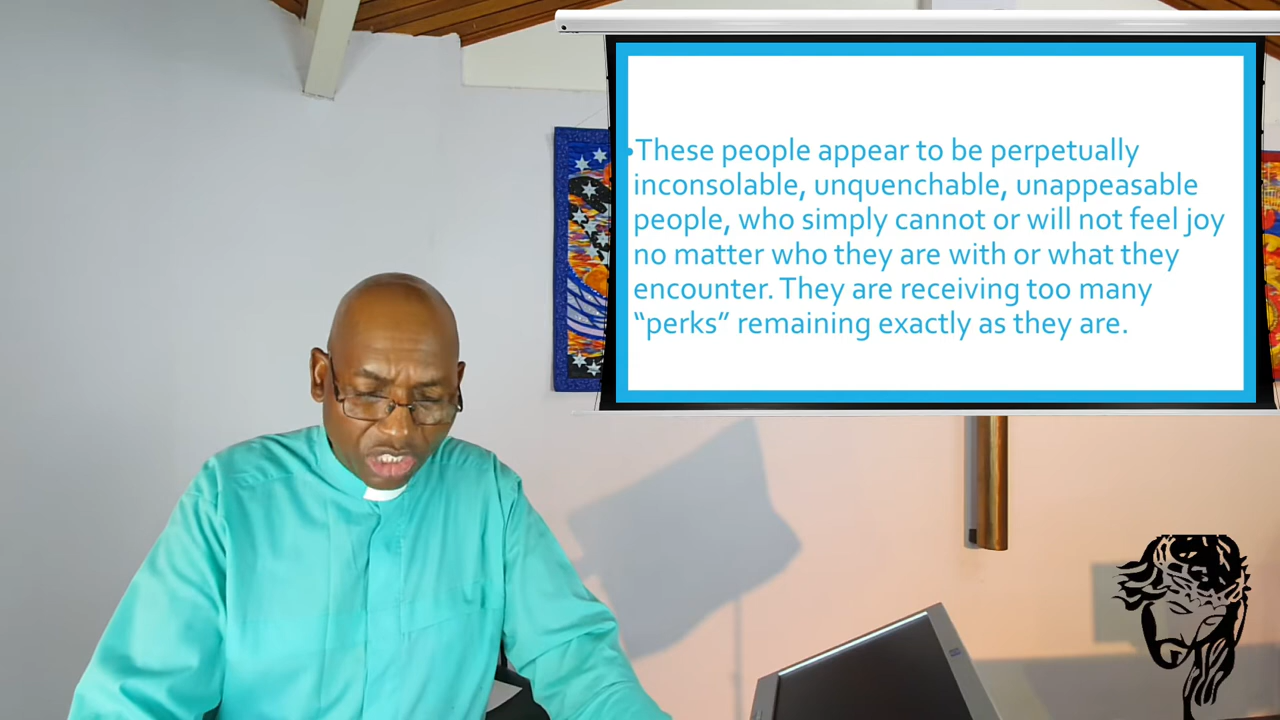 •These people appear to be perpetually
inconsolable, unquenchable, unappeasable
people, who simply cannot or will not feel joy
no matter who they are with or what they
encounter. They are receiving too many
“perks” remaining exactly as they are.